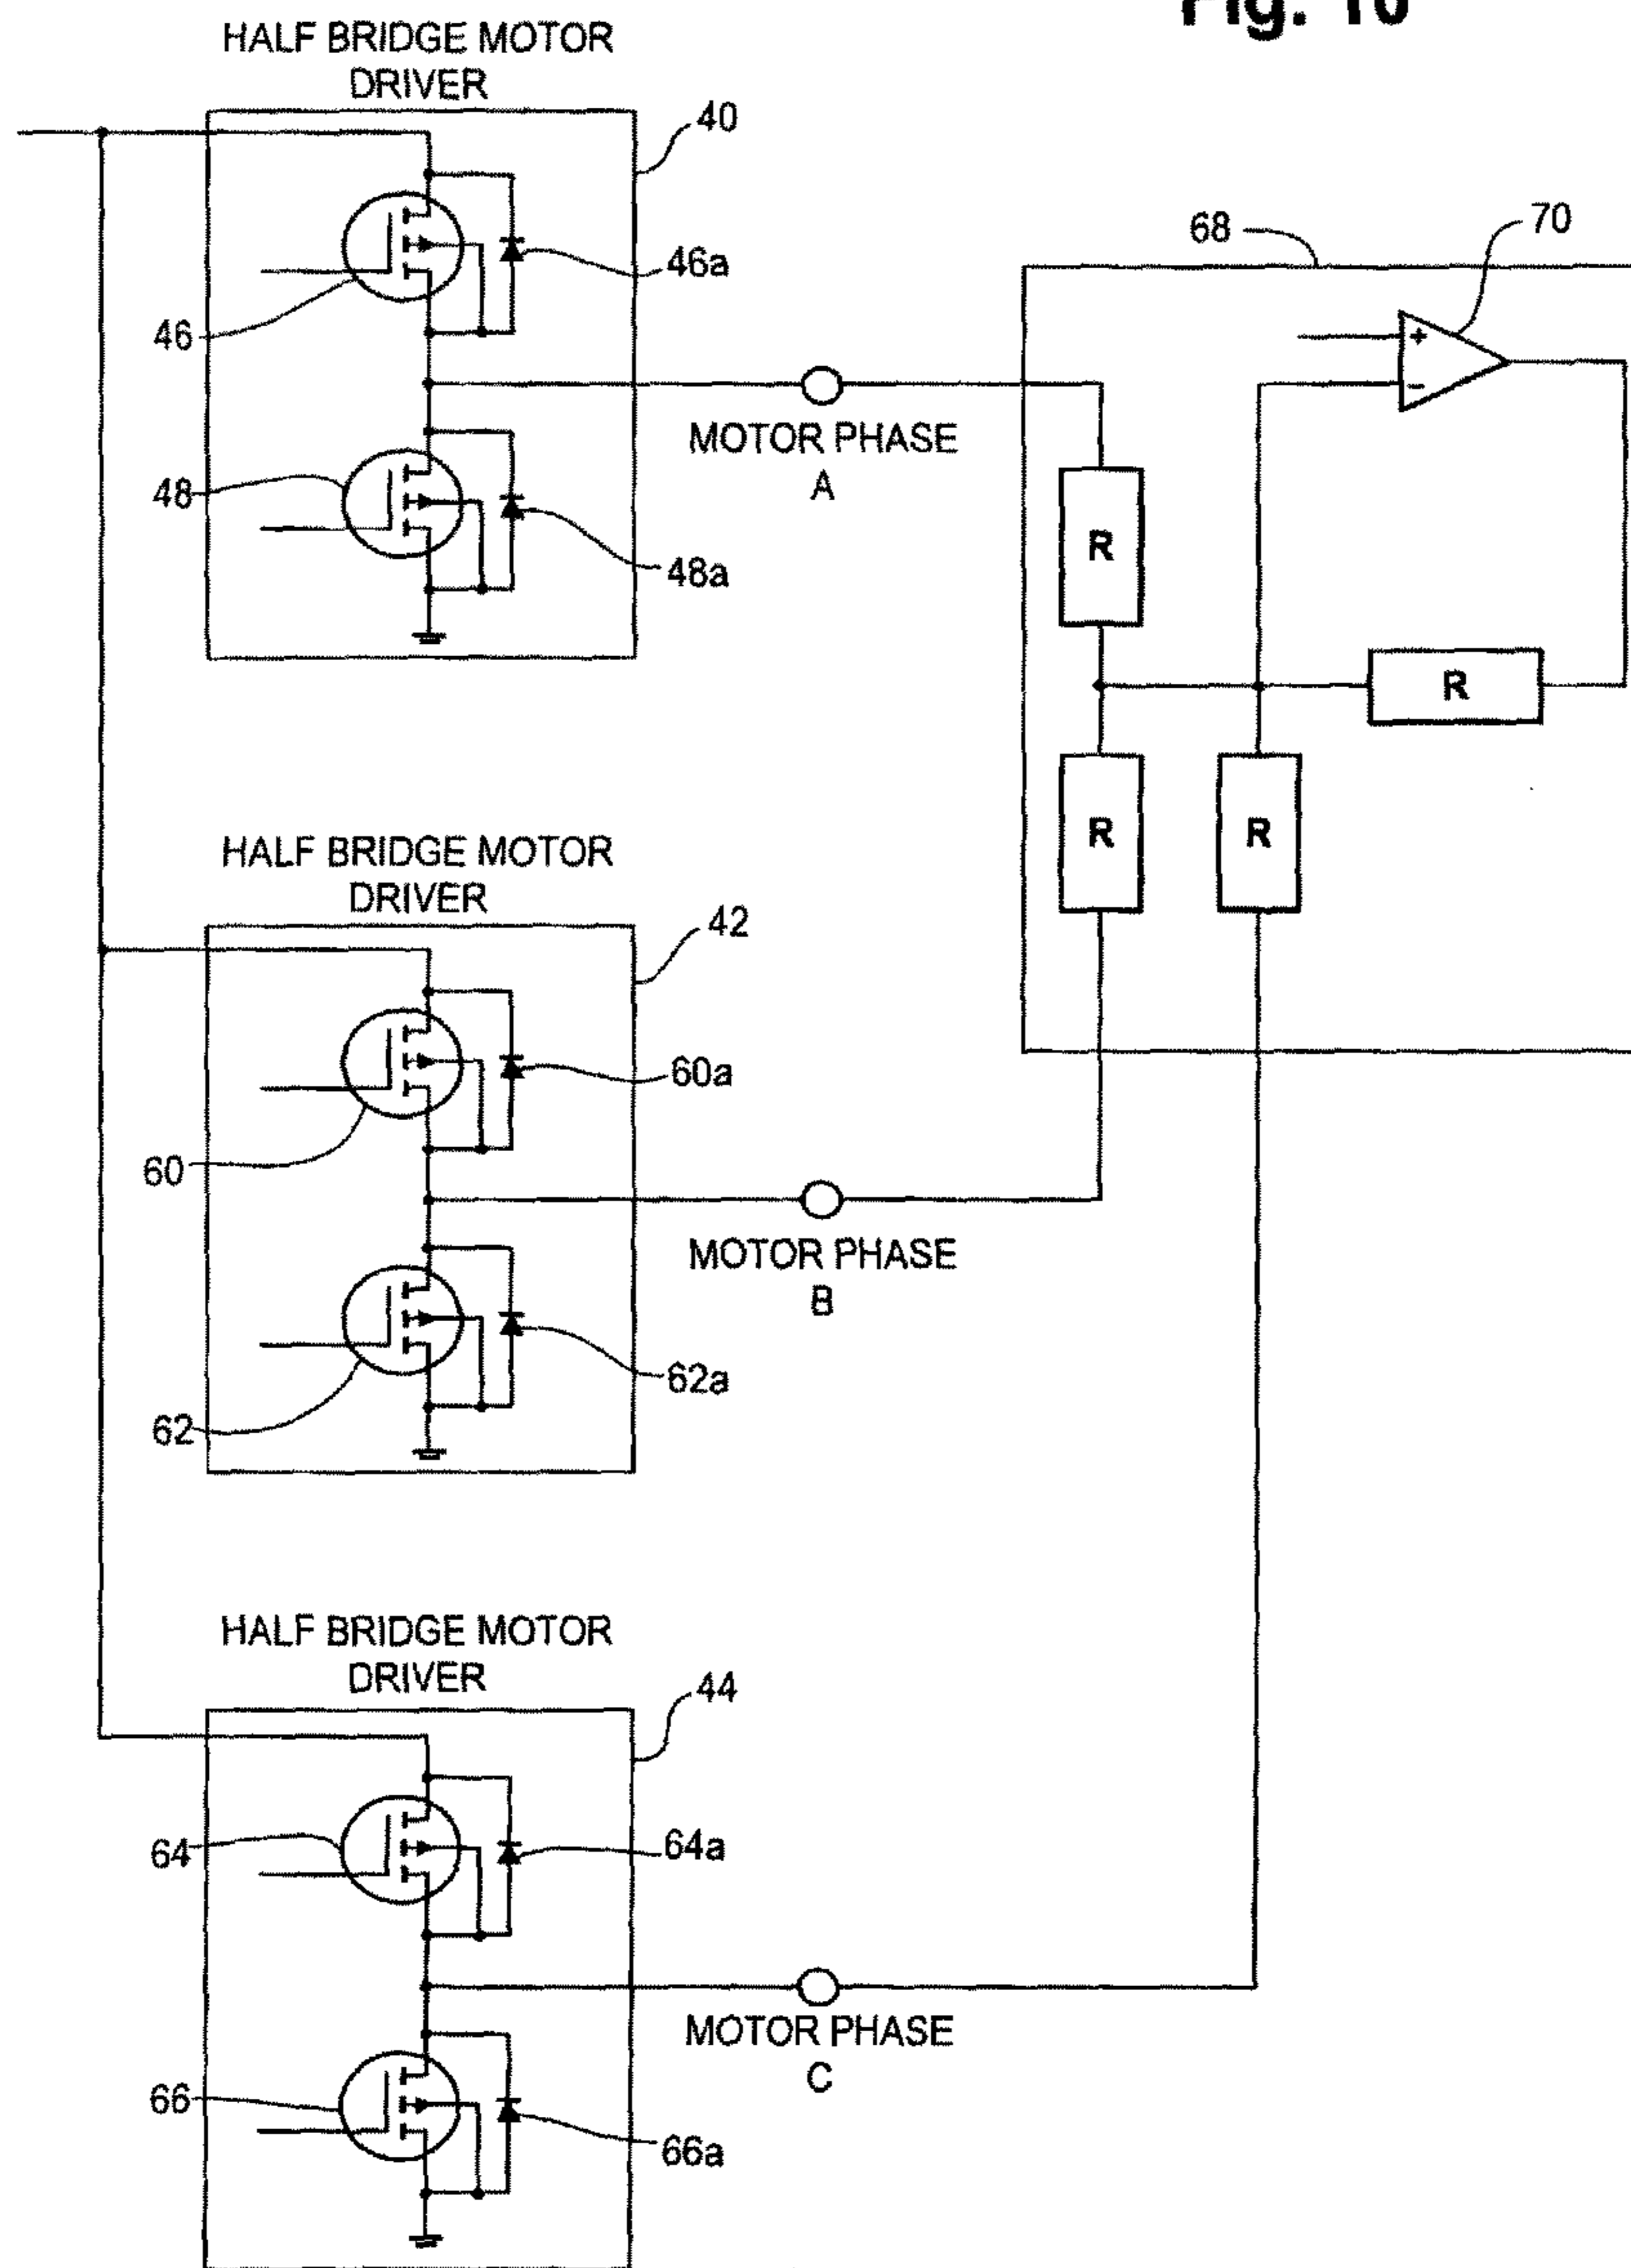 Fig. 10
HALF BRIDGE MOTOR
DRIVER
40
46a
46
48
48a
MOTOR PHASE
A
68
70
+
-
R
R
R
R
HALF BRIDGE MOTOR
DRIVER
42
60a
60
62a
62
MOTOR PHASE
B
HALF BRIDGE MOTOR
DRIVER
44
64
64a
66
66a
MOTOR PHASE
C